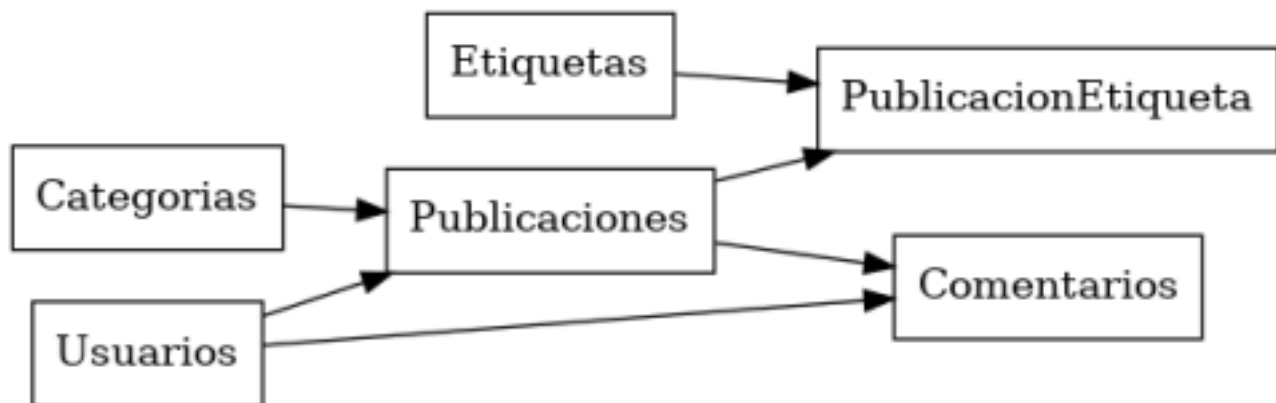 Etiquetas
PublicacionEtiqueta
Categorias
Publicaciones
Comentarios
Usuarios